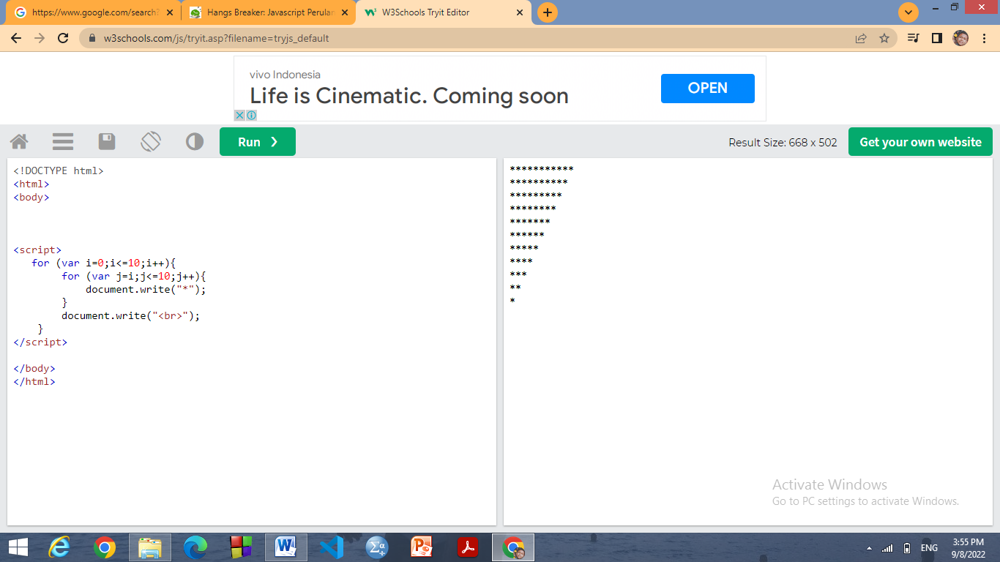 https://www.google.com/search?
Hangs Breaker: Javascript Perular
W3Schools Tryit Editor
w3schools.com/js/tryit.asp?filename=tryjs_default
vivo Indonesia
Life is Cinematic. Coming soon
OPEN
Run ❯
Result Size: 668 x 502
Get your own website
<!DOCTYPE html>
<html>
<body>
<script>
for (var i=0;i<=10;i++){
for (var j=i;j<=10;j++){
document.write("*");
}
document.write("<br>");
}
</script>
</body>
</html>
***********
**********
*********
********
*******
******
*****
****
***
**
*
Activate Windows
Go to PC settings to activate Windows.
ENG
3:55 PM
9/8/2022